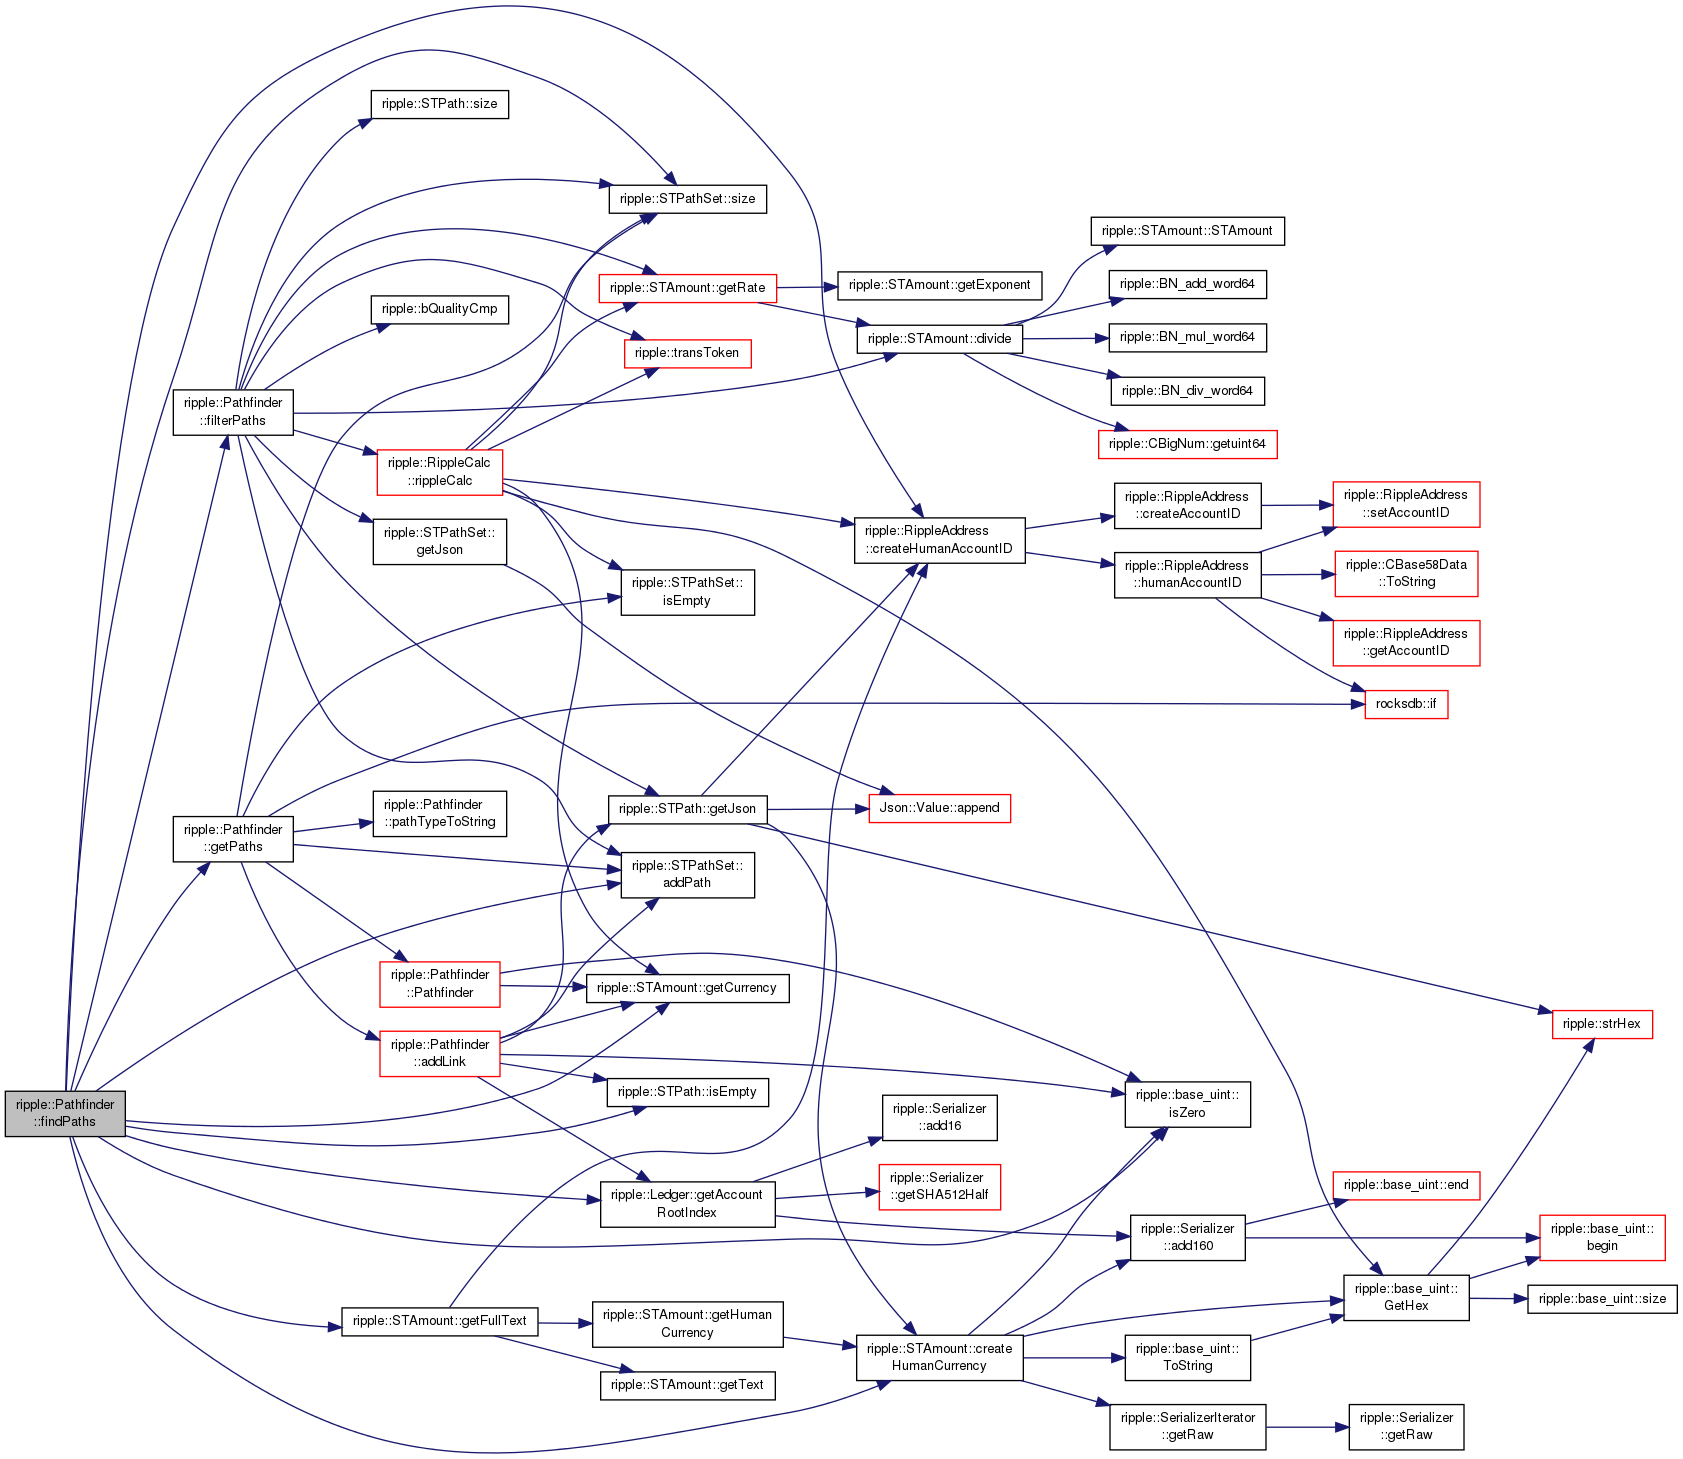 ripple::STPath::size
ripple::STPathSet::size
ripple::STAmount::STAmount
ripple::STAmount::getRate
ripple::STAmount::getExponent
ripple::BN_add_word64
ripple::bQualityCmp
ripple::transToken
ripple::STAmount::divide
ripple::BN_mul_word64
ripple::BN_div_word64
ripple::Pathfinder
::filterPaths
ripple::CBigNum::getuint64
ripple::RippleCalc
::rippleCalc
ripple::RippleAddress
::createAccountID
ripple::RippleAddress
::setAccountID
ripple::STPathSet::
getJson
ripple::RippleAddress
::createHumanAccountID
ripple::RippleAddress
::humanAccountID
ripple::CBase58Data
::ToString
ripple::STPathSet::
isEmpty
ripple::RippleAddress
::getAccountID
rocksdb::if
ripple::Pathfinder
::pathTypeToString
ripple::STPath::getJson
Json::Value::append
ripple::Pathfinder
::getPaths
ripple::STPathSet::
addPath
ripple::Pathfinder
::Pathfinder
ripple::STAmount::getCurrency
ripple::strHex
ripple::Pathfinder
::addLink
ripple::STPath::isEmpty
ripple::base_uint::
isZero
ripple::Pathfinder
::findPaths
ripple::Serializer
::add16
ripple::Ledger::getAccount
RootIndex
ripple::Serializer
::getSHA512Half
ripple::base_uint::end
ripple::Serializer
::add160
ripple::base_uint::
begin
ripple::base_uint::
GetHex
ripple::base_uint::size
ripple::STAmount::getFullText
ripple::STAmount::getHuman
Currency
ripple::STAmount::create
HumanCurrency
ripple::base_uint::
ToString
ripple::STAmount::getText
ripple::SerializerIterator
::getRaw
ripple::Serializer
::getRaw